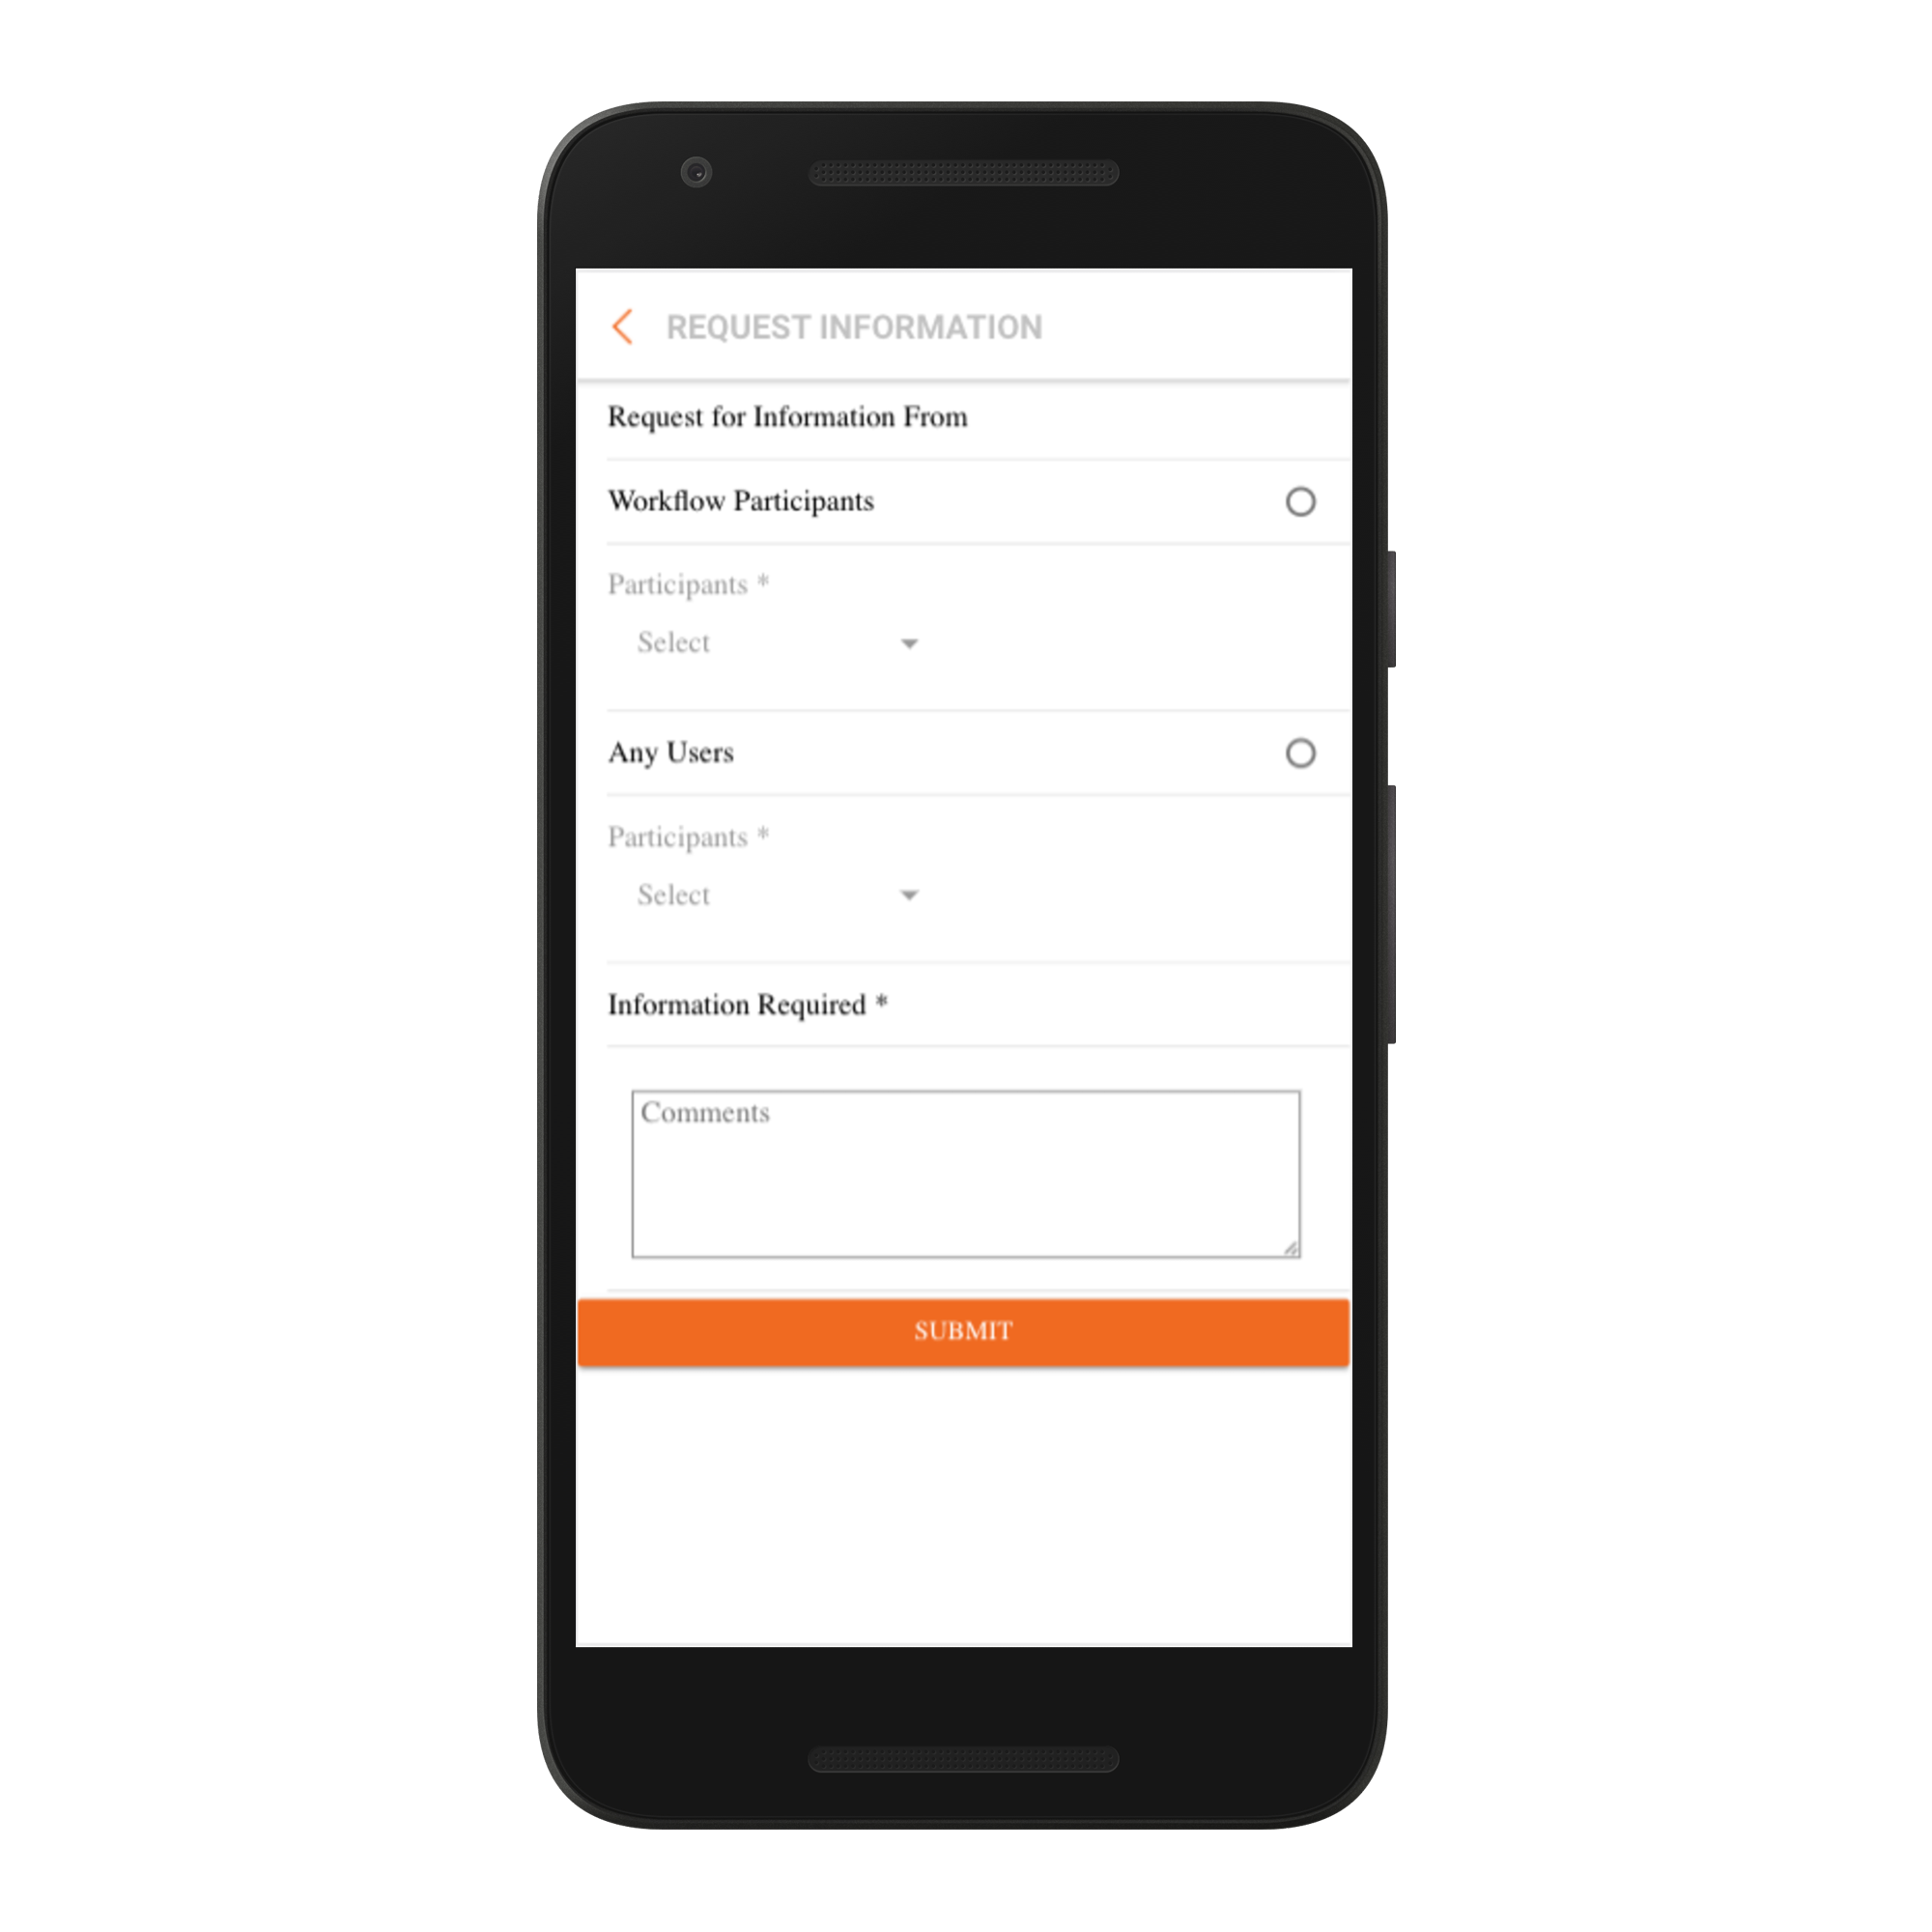 REQUEST INFORMATION
Request for Information From
Workflow Participants
Participants *
Select
Any Users
Participants *
Select
Information Required *
Comments
SUBMIT